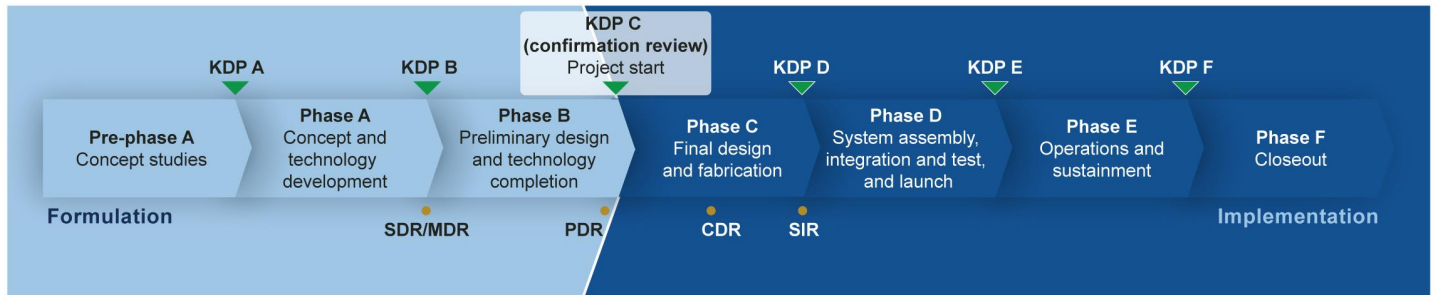 KDP C
(confirmation review)
Project start
KDP A
KDP B
KDP D
KDP E
KDP F
Pre-phase A
Concept studies
Phase A
Concept and
technology
development
Phase B
Preliminary design
and technology
completion
Phase C
Final design
and fabrication
Phase D
System assembly,
integration and test,
and launch
Phase E
Operations and
sustainment
Phase F
Closeout
Formulation
Implementation
SDR/MDR
PDR
CDR
SIR